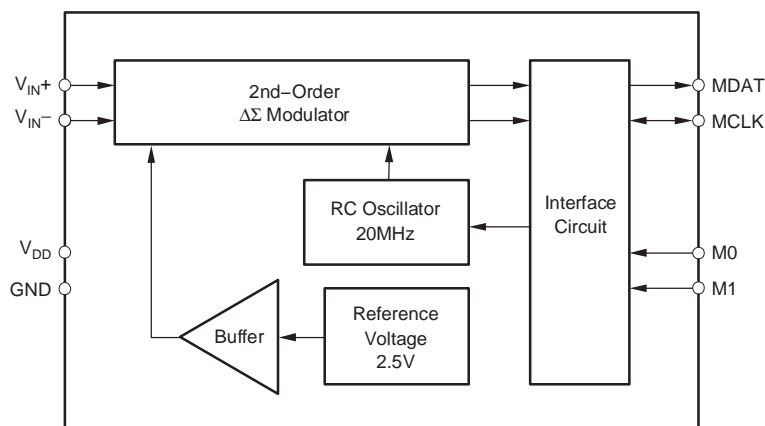 V_IN+
V_IN−
2nd−Order
ΔΣ Modulator
MDAT
MCLK
RC Oscillator
20MHz
Interface
Circuit
V_DD
GND
M0
M1
Buffer
Reference
Voltage
2.5V